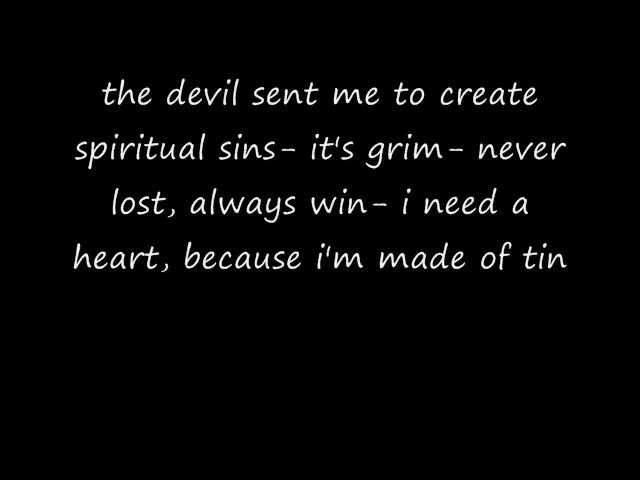 the devil sent me to create
spiritual sins- it's grim- never
lost, always win- i need a
heart, because i'm made of tin